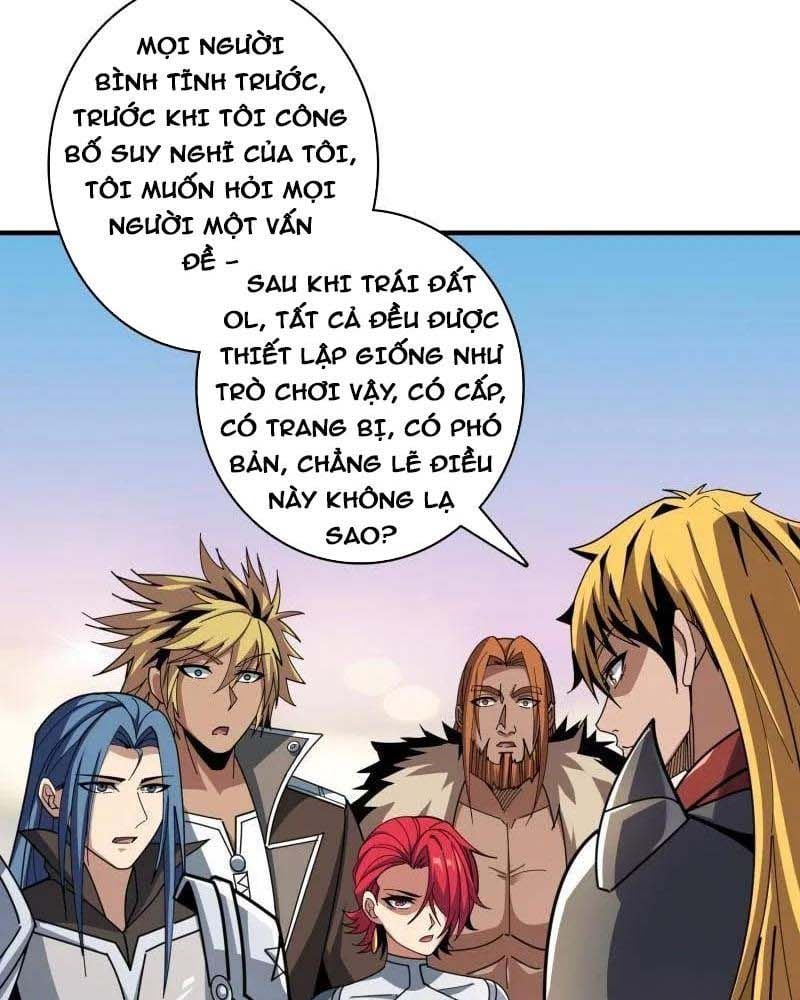 MỌI NGƯỜI
BÌNH TĨNH TRƯỚC,
TRƯỚC KHI TÔI CÔNG
BỐ SUY NGHĨ CỦA TÔI,
TÔI MUỐN HỎI MỌI
NGƯỜI MỘT VẤN
ĐỀ –
SAU KHI TRÁI ĐẤT
OL, TẤT CẢ ĐỀU ĐƯỢC
THIẾT LẬP GIỐNG NHƯ
TRÒ CHƠI VẬY, CÓ CẤP,
CÓ TRANG BỊ, CÓ PHÓ
BẢN, CHẲNG LẼ ĐIỀU
NÀY KHÔNG LẠ
SAO?